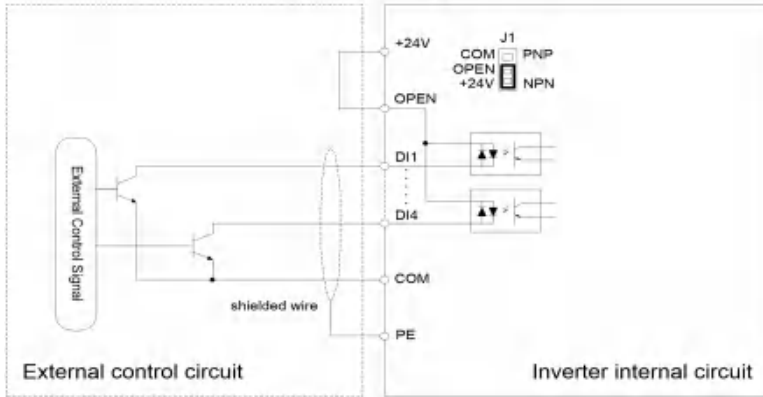 +24V
J1
COM
PNP
OPEN
+24V
NPN
OPEN
DI1
External Control Signal
DI4
COM
shielded wire
PE
External control circuit
Inverter internal circuit